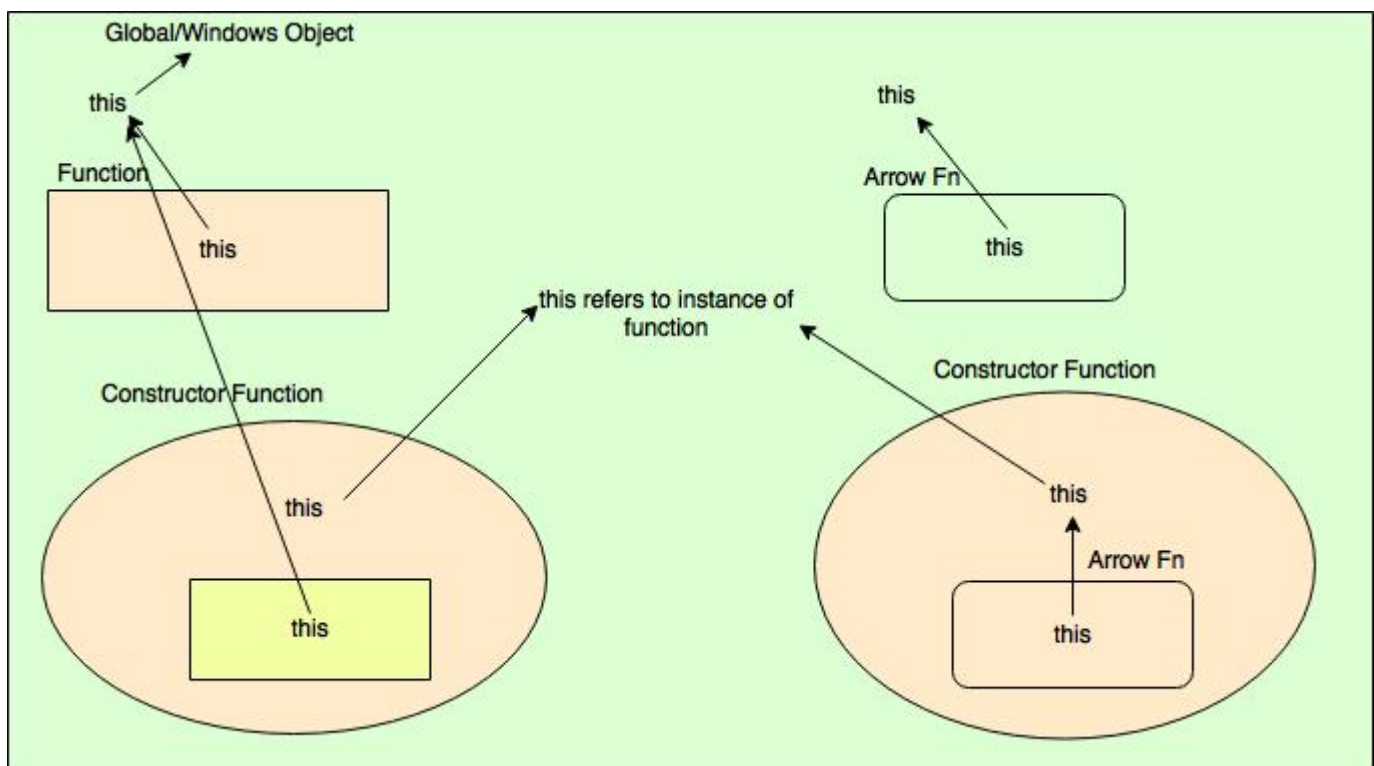 Global/Windows Object
this
Function
this
Constructor Function
this
this
this refers to instance of
function
this
Arrow Fn
this
Constructor Function
this
Arrow Fn
this